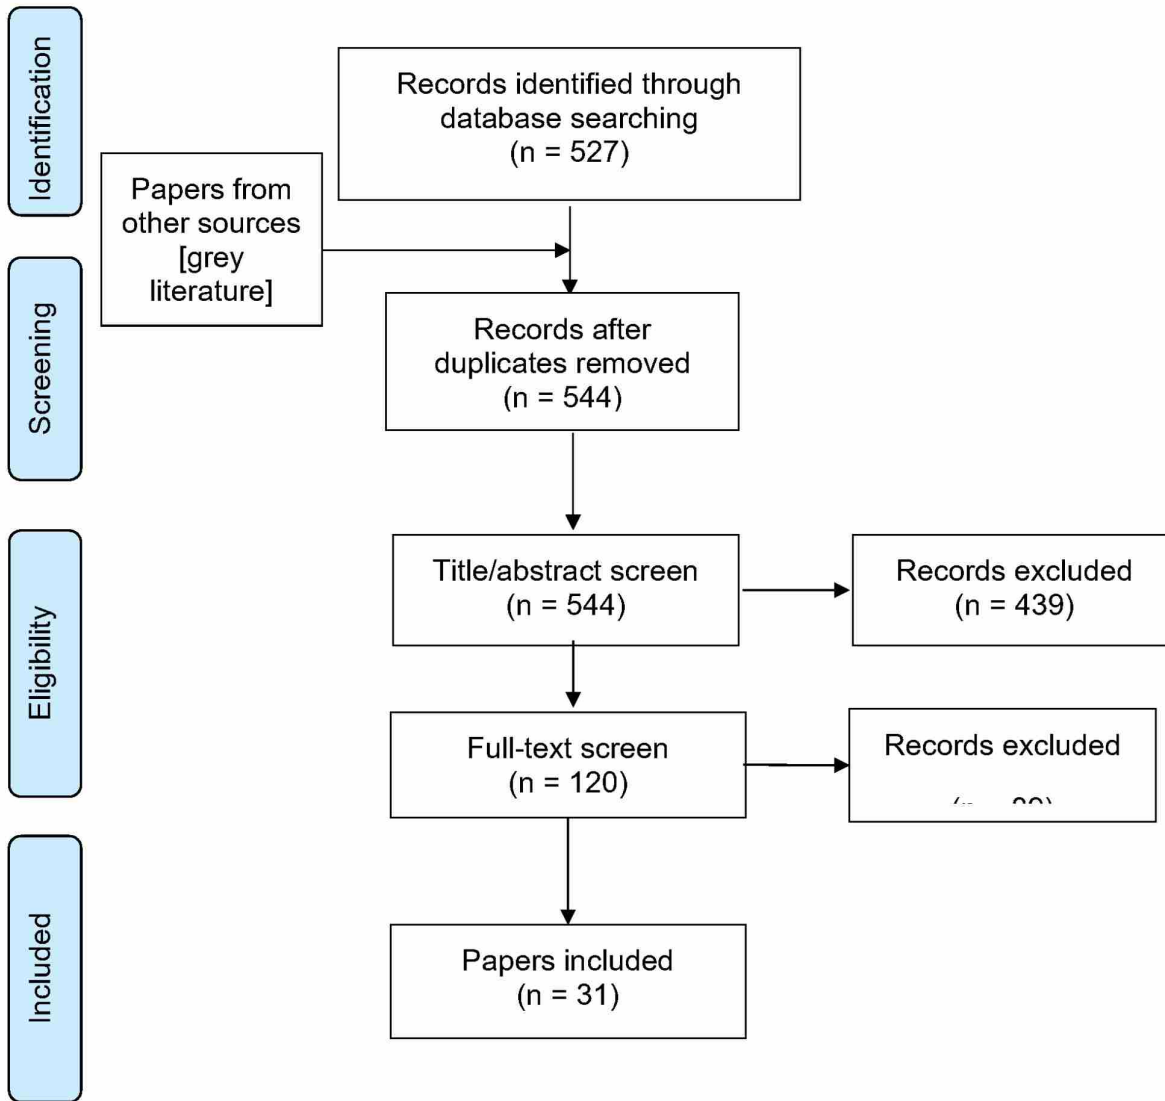 Identification
Records identified through
database searching
(n = 527)
Papers from
other sources
[grey
literature]
Screening
Records after
duplicates removed
(n = 544)
Eligibility
Title/abstract screen
(n = 544)
Records excluded
(n = 439)
Full-text screen
(n = 120)
Records excluded
Included
Papers included
(n = 31)